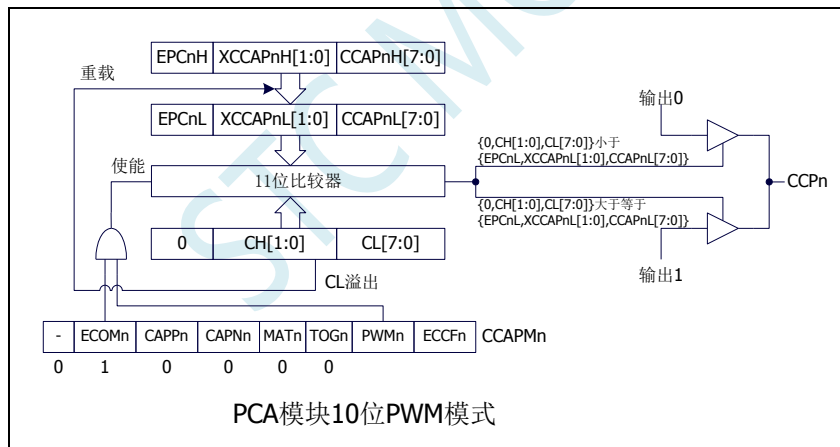 EPCnH XCCAPnH[1:0] CCAPnH[7:0]
重载
EPCnL XCCAPnL[1:0] CCAPnL[7:0]
输出0
使能
11位比较器
{0,CH[1:0],CL[7:0]}小于
{EPCnL,XCCAPnL[1:0],CCAPnL[7:0]}
CCPn
{0,CH[1:0],CL[7:0]}大于等于
{EPCnL,XCCAPnL[1:0],CCAPnL[7:0]}
0 CH[1:0] CL[7:0]
输出1
CL溢出
- ECOMn CAPPn CAPNn MATn TOGn PWMn ECCFn CCAPMn
0 1 0 0 0 0
PCA模块10位PWM模式
STC MC